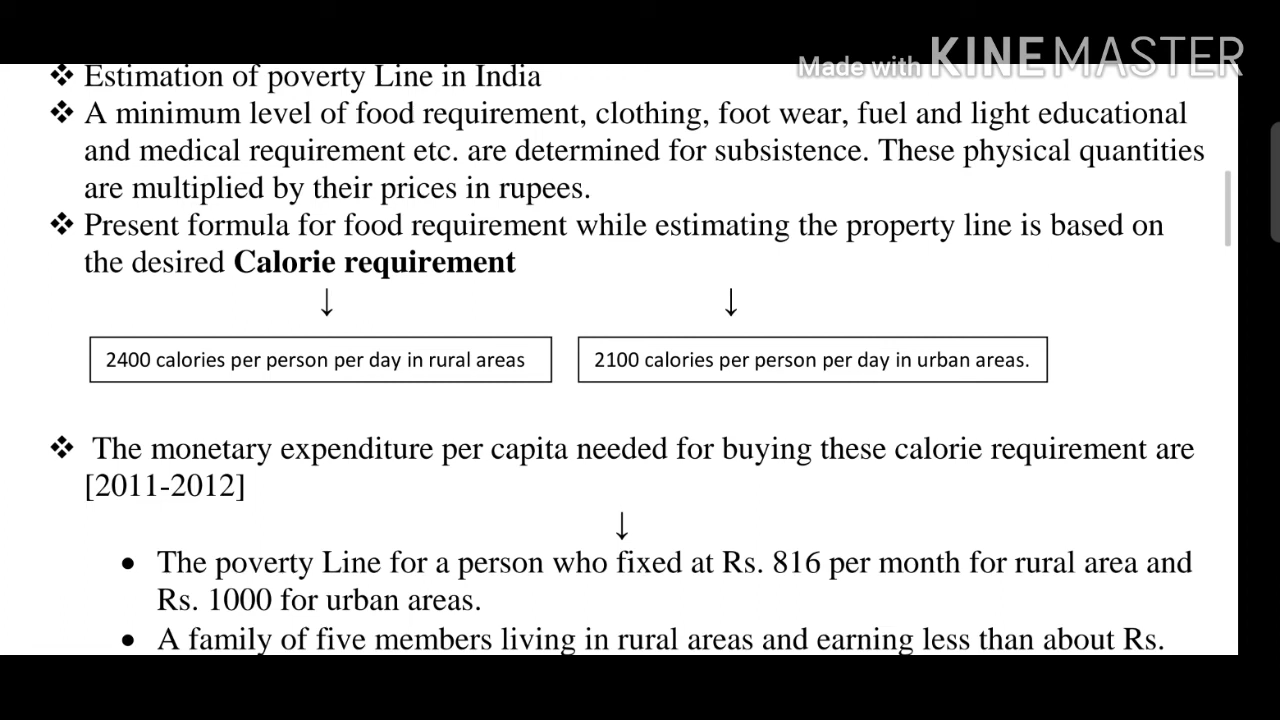 Made with KINEMASTER
❖ Estimation of poverty Line in India
❖ A minimum level of food requirement, clothing, foot wear, fuel and light educational
and medical requirement etc. are determined for subsistence. These physical quantities
are multiplied by their prices in rupees.
❖ Present formula for food requirement while estimating the property line is based on
the desired Calorie requirement
↓ ↓
2400 calories per person per day in rural areas 2100 calories per person per day in urban areas.
❖ The monetary expenditure per capita needed for buying these calorie requirement are
[2011-2012]
↓
• The poverty Line for a person who fixed at Rs. 816 per month for rural area and
Rs. 1000 for urban areas.
• A family of five members living in rural areas and earning less than about Rs.